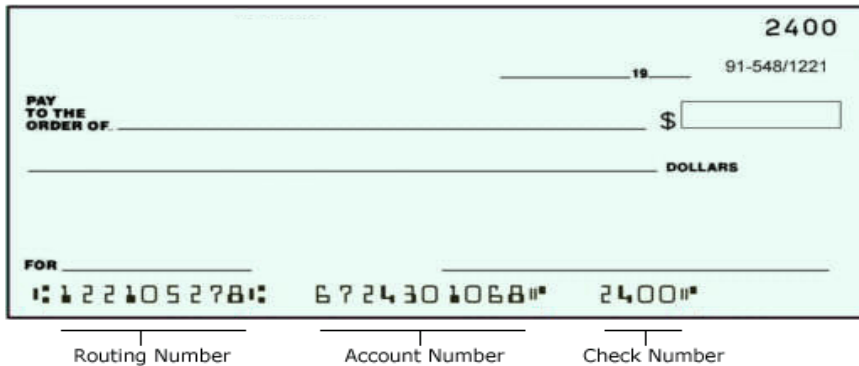 2400
19 91-548/1221
PAY
TO THE
ORDER OF $
DOLLARS
FOR
⑆122105278⑆ 6724301068⑈ 2400⑈
Routing Number Account Number Check Number